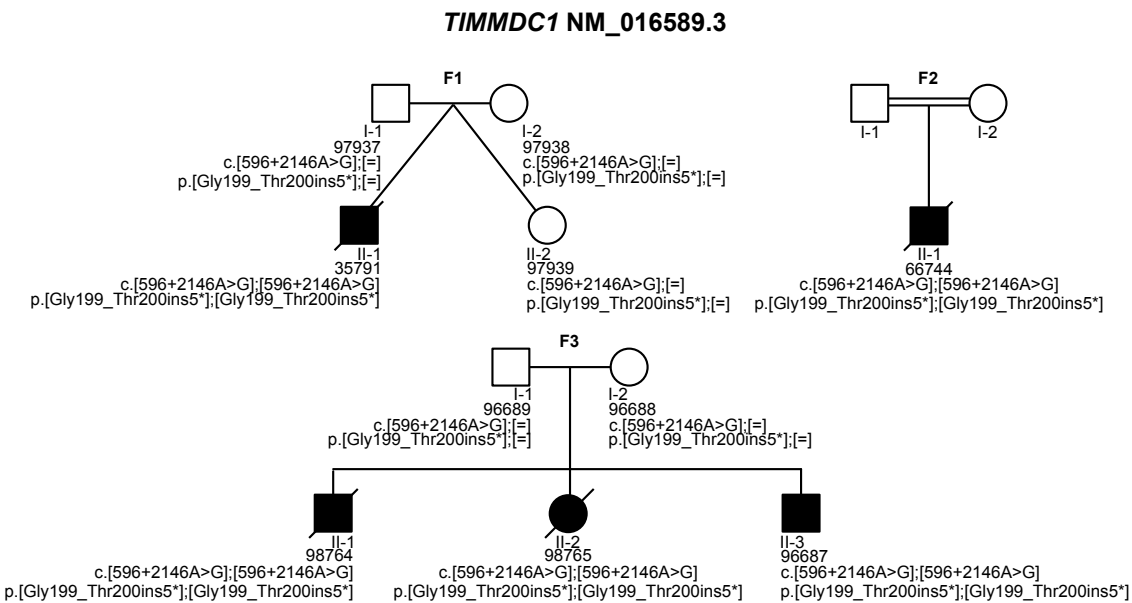 TIMMDC1 NM_016589.3
F1
I-1
97937
c.[596+2146A>G];[=]
p.[Gly199_Thr200ins5*];[=]
I-2
97938
c.[596+2146A>G];[=]
p.[Gly199_Thr200ins5*];[=]
II-1
35791
c.[596+2146A>G];[596+2146A>G]
p.[Gly199_Thr200ins5*];[Gly199_Thr200ins5*]
II-2
97939
c.[596+2146A>G];[=]
p.[Gly199_Thr200ins5*];[=]
F2
I-1
I-2
II-1
66744
c.[596+2146A>G];[596+2146A>G]
p.[Gly199_Thr200ins5*];[Gly199_Thr200ins5*]
F3
I-1
96689
c.[596+2146A>G];[=]
p.[Gly199_Thr200ins5*];[=]
I-2
96688
c.[596+2146A>G];[=]
p.[Gly199_Thr200ins5*];[=]
II-1
98764
c.[596+2146A>G];[596+2146A>G]
p.[Gly199_Thr200ins5*];[Gly199_Thr200ins5*]
II-2
98765
c.[596+2146A>G];[596+2146A>G]
p.[Gly199_Thr200ins5*];[Gly199_Thr200ins5*]
II-3
96687
c.[596+2146A>G];[596+2146A>G]
p.[Gly199_Thr200ins5*];[Gly199_Thr200ins5*]